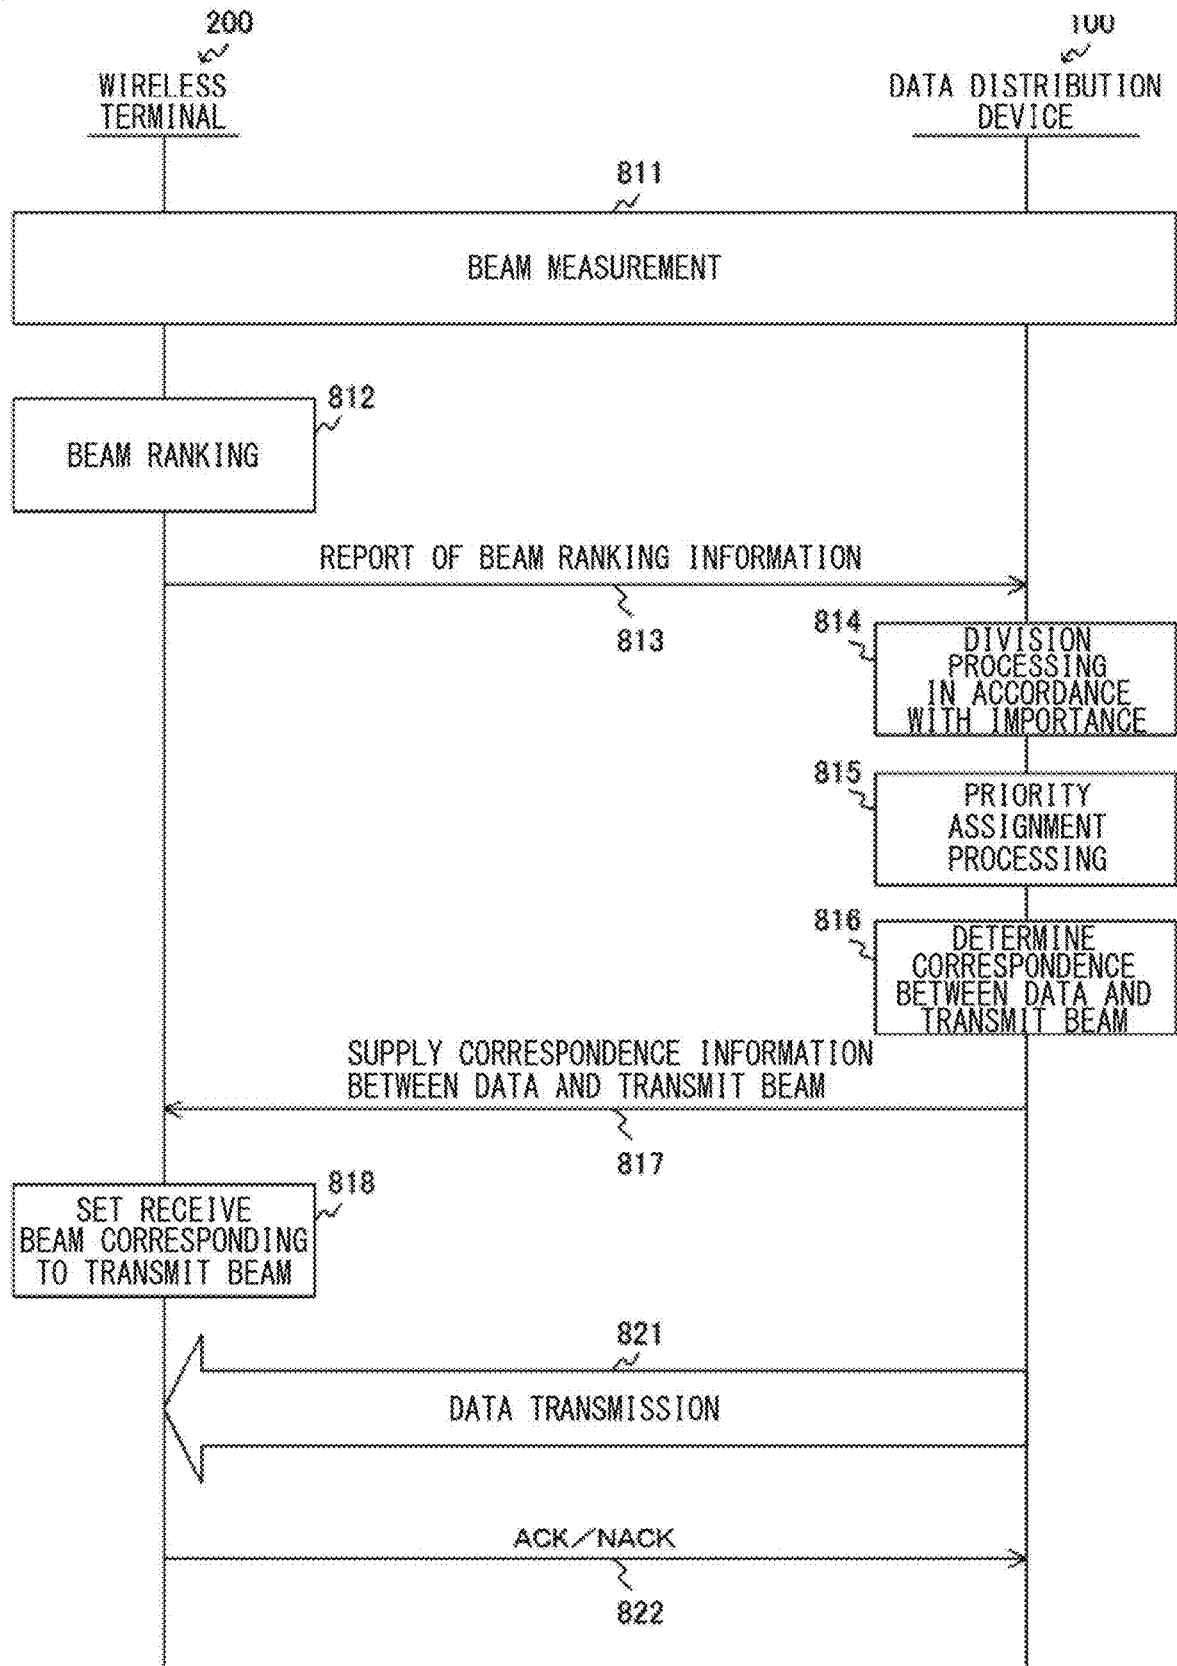 200
100
WIRELESS
TERMINAL
DATA DISTRIBUTION
DEVICE
811
BEAM MEASUREMENT
812
BEAM RANKING
REPORT OF BEAM RANKING INFORMATION
813
814
DIVISION
PROCESSING
IN ACCORDANCE
WITH IMPORTANCE
815
PRIORITY
ASSIGNMENT
PROCESSING
816
DETERMINE
CORRESPONDENCE
BETWEEN DATA AND
TRANSMIT BEAM
SUPPLY CORRESPONDENCE INFORMATION
BETWEEN DATA AND TRANSMIT BEAM
817
818
SET RECEIVE
BEAM CORRESPONDING
TO TRANSMIT BEAM
821
DATA TRANSMISSION
ACK/NACK
822